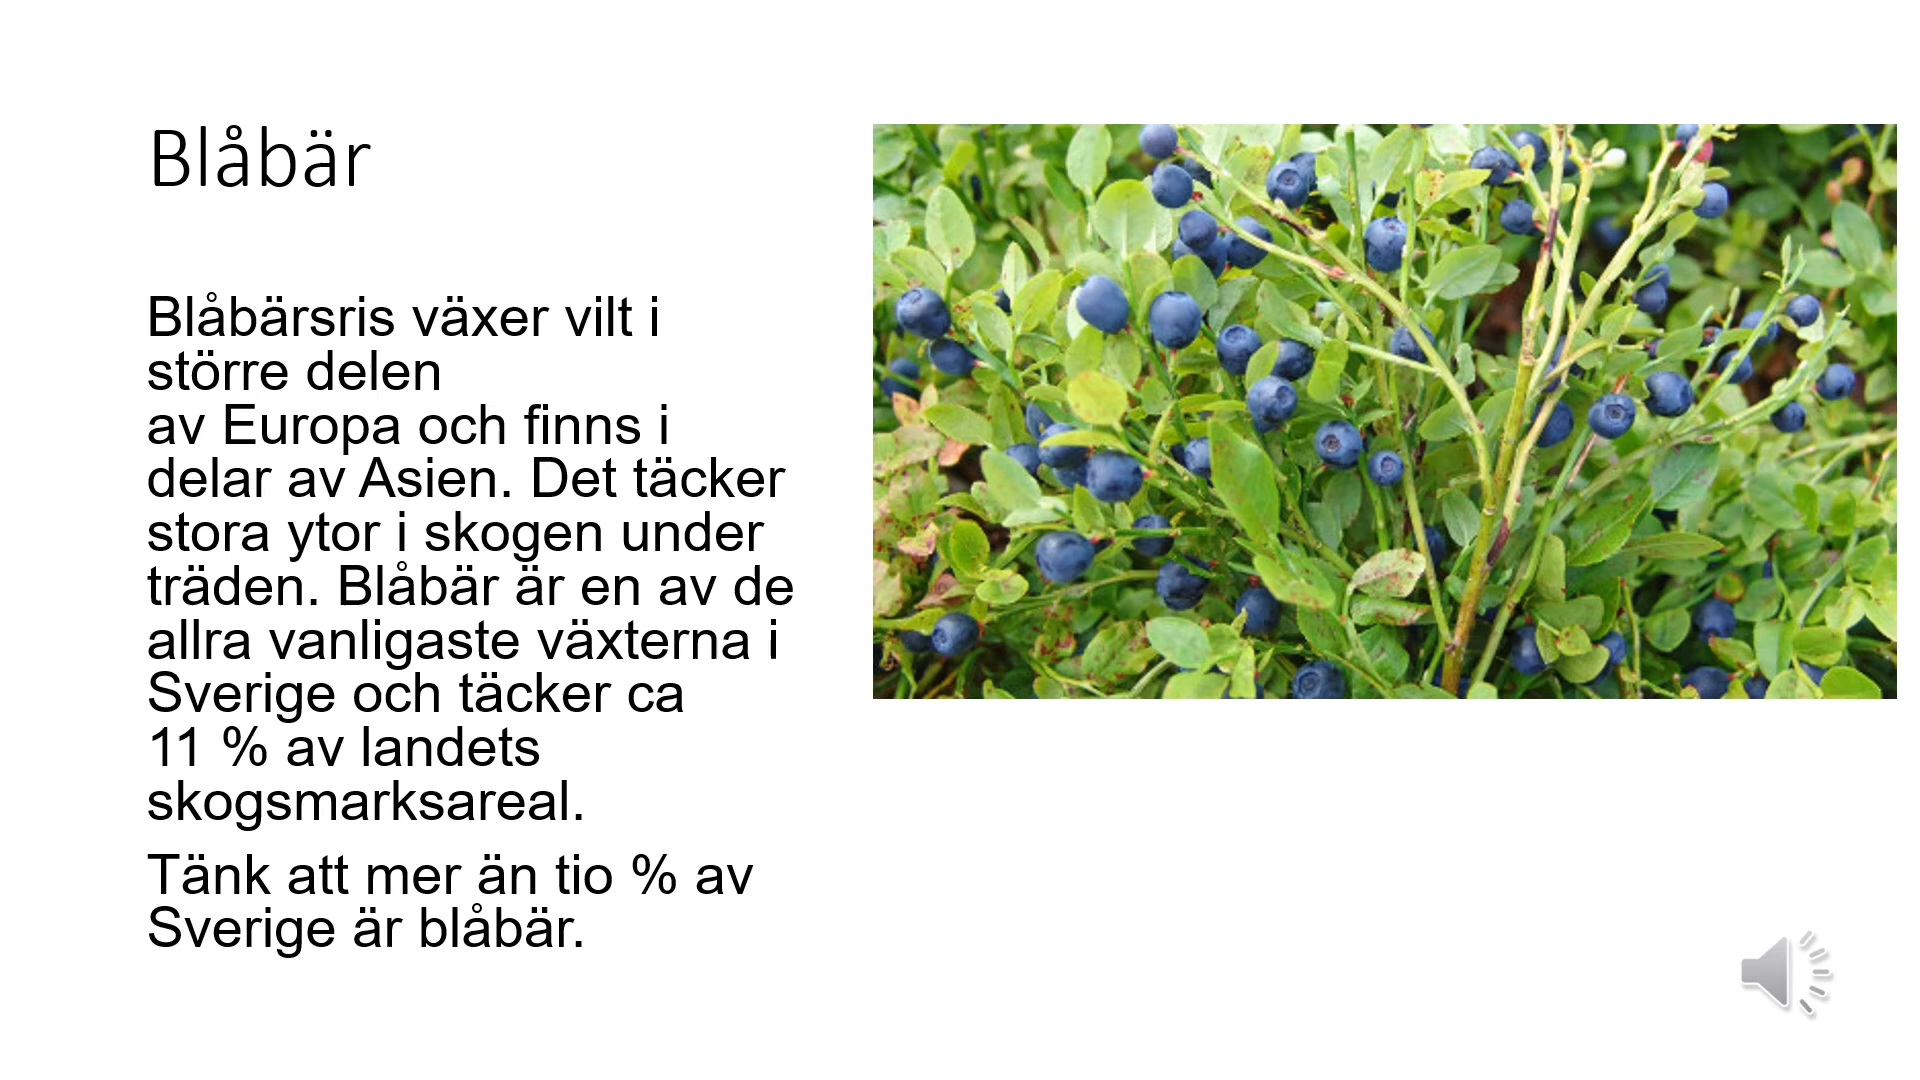 Blåbär
Blåbärsris växer vilt i
större delen
av Europa och finns i
delar av Asien. Det täcker
stora ytor i skogen under
träden. Blåbär är en av de
allra vanligaste växterna i
Sverige och täcker ca
11 % av landets
skogsmarksareal.
Tänk att mer än tio % av
Sverige är blåbär.